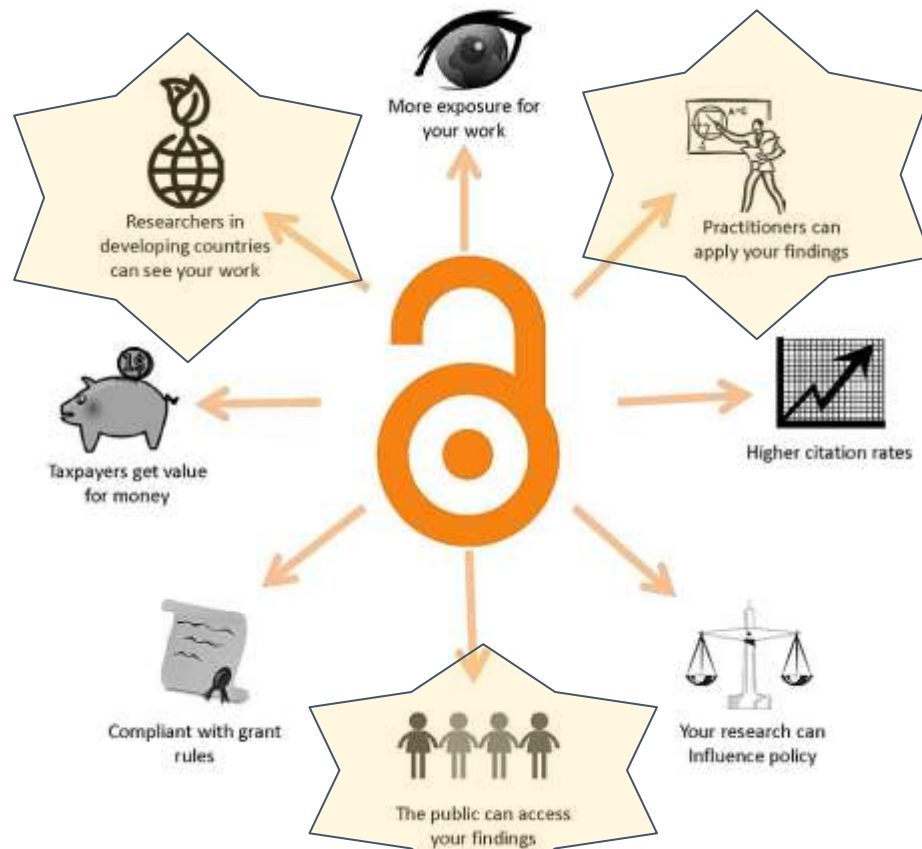 More exposure for
your work
Researchers in
developing countries
can see your work
A=C
Practitioners can
apply your findings
Taxpayers get value
for money
Higher citation rates
Compliant with grant
rules
Your research can
Influence policy
The public can access
your findings